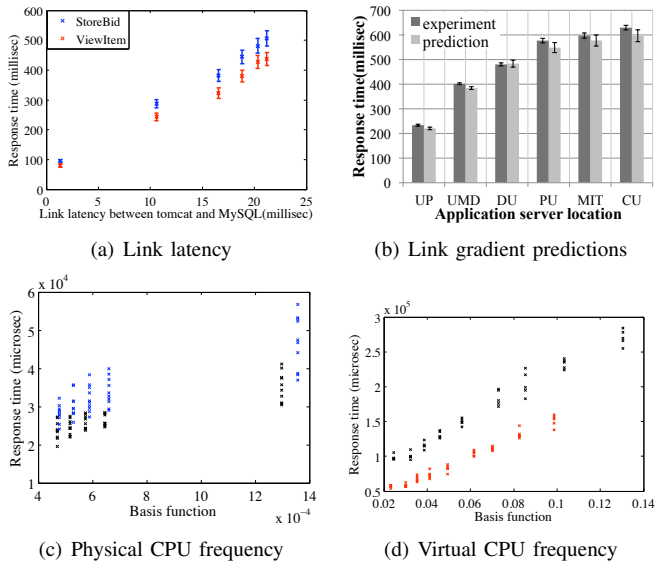 600
500
400
300
200
100
0
Response time (millisec)
StoreBid
ViewItem
0 5 10 15 20 25
Link latency between tomcat and MySQL(millisec)
(a) Link latency
700
600
500
400
300
200
100
0
Response time(millisec)
experiment
prediction
UP UMD DU PU MIT CU
Application server location
(b) Link gradient predictions
x 10^4
6
5
4
3
2
1
Response time (microsec)
4 6 8 10 12 14
Basis function
x 10^-4
(c) Physical CPU frequency
x 10^5
3
2.5
2
1.5
1
0.5
Response time (microsec)
0.02 0.04 0.06 0.08 0.1 0.12 0.14
Basis function
(d) Virtual CPU frequency